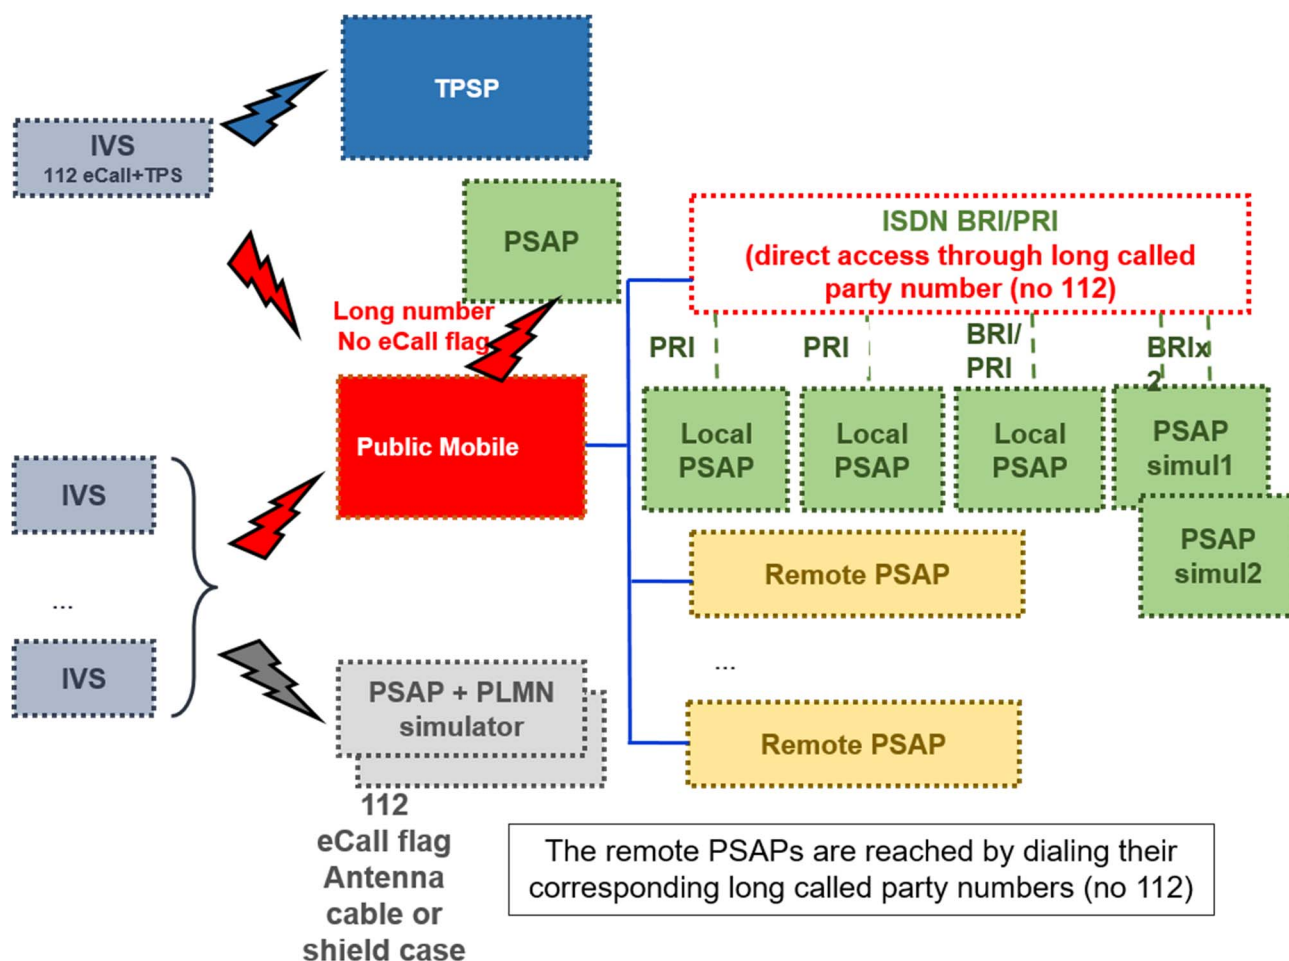 TPSP
IVS
112 eCall+TPS
PSAP
ISDN BRI/PRI
(direct access through long called
party number (no 112)
Long number
No eCall flag
PRI
PRI
BRI/
PRI
BRIx
2
Public Mobile
Local
PSAP
Local
PSAP
Local
PSAP
PSAP
simul1
PSAP
simul2
IVS
...
IVS
Remote PSAP
...
Remote PSAP
PSAP + PLMN
simulator
112
eCall flag
Antenna
cable or
shield case
The remote PSAPs are reached by dialing their
corresponding long called party numbers (no 112)